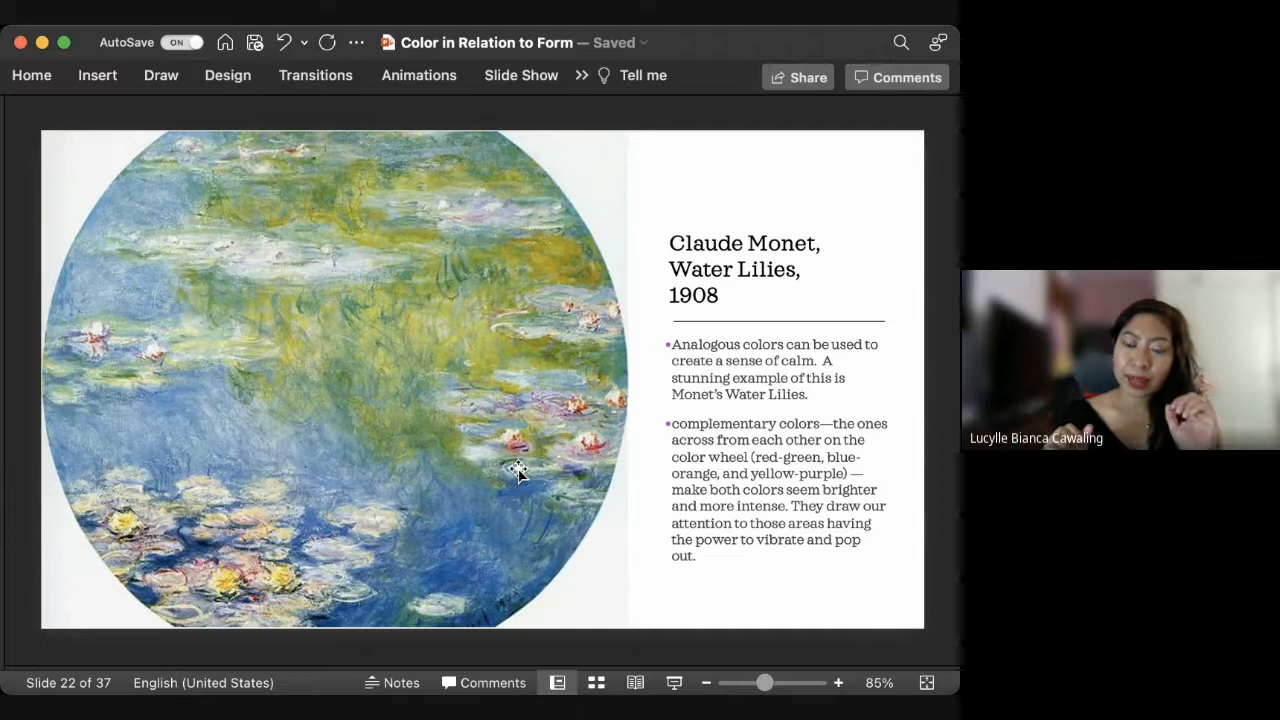 AutoSave ON Color in Relation to Form — Saved
Home Insert Draw Design Transitions Animations Slide Show Tell me Share Comments
Claude Monet,
Water Lilies,
1908
•Analogous colors can be used to
create a sense of calm. A
stunning example of this is
Monet's Water Lilies.
•complementary colors—the ones
across from each other on the
color wheel (red-green, blue-
orange, and yellow-purple) —
make both colors seem brighter
and more intense. They draw our
attention to those areas having
the power to vibrate and pop
out.
Lucylle Bianca Cawaling
Slide 22 of 37 English (United States) Notes Comments 85%